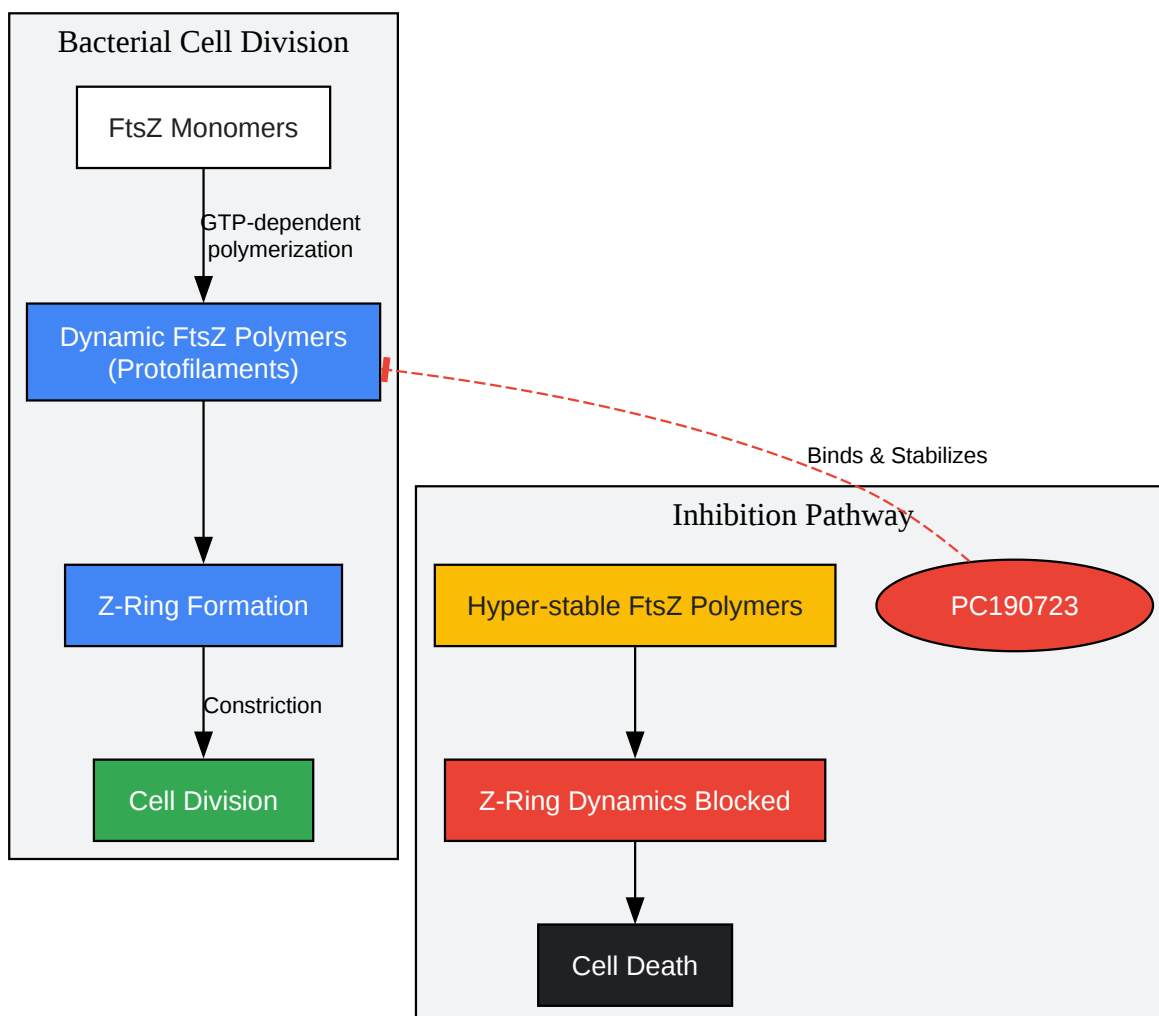 Bacterial Cell Division
FtsZ Monomers
GTP-dependent
polymerization
Dynamic FtsZ Polymers
(Protofilaments)
Z-Ring Formation
Constriction
Cell Division
Binds & Stabilizes
Inhibition Pathway
Hyper-stable FtsZ Polymers
PC190723
Z-Ring Dynamics Blocked
Cell Death